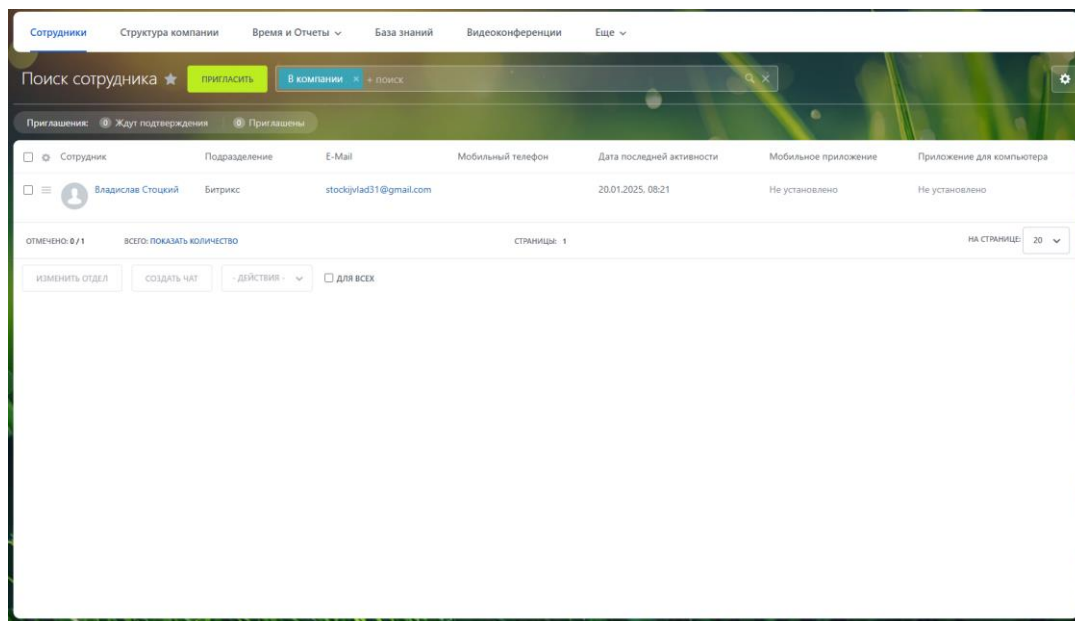 Сотрудники Структура компании Время и Отчеты База знаний Видеоконференции Еще
Поиск сотрудника ПРИГЛАСИТЬ В компании × + поиск
Приглашения: 0 Ждут подтверждения 0 Приглашены
Сотрудник Подразделение E-Mail Мобильный телефон Дата последней активности Мобильное приложение Приложение для компьютера
Владислав Стоцкий Битрикс stockijvlad31@gmail.com 20.01.2025, 08:21 Не установлено Не установлено
ОТМЕЧЕНО: 0 / 1 ВСЕГО: ПОКАЗАТЬ КОЛИЧЕСТВО СТРАНИЦЫ: 1 НА СТРАНИЦЕ: 20
ИЗМЕНИТЬ ОТДЕЛ СОЗДАТЬ ЧАТ - ДЕЙСТВИЯ - ДЛЯ ВСЕХ